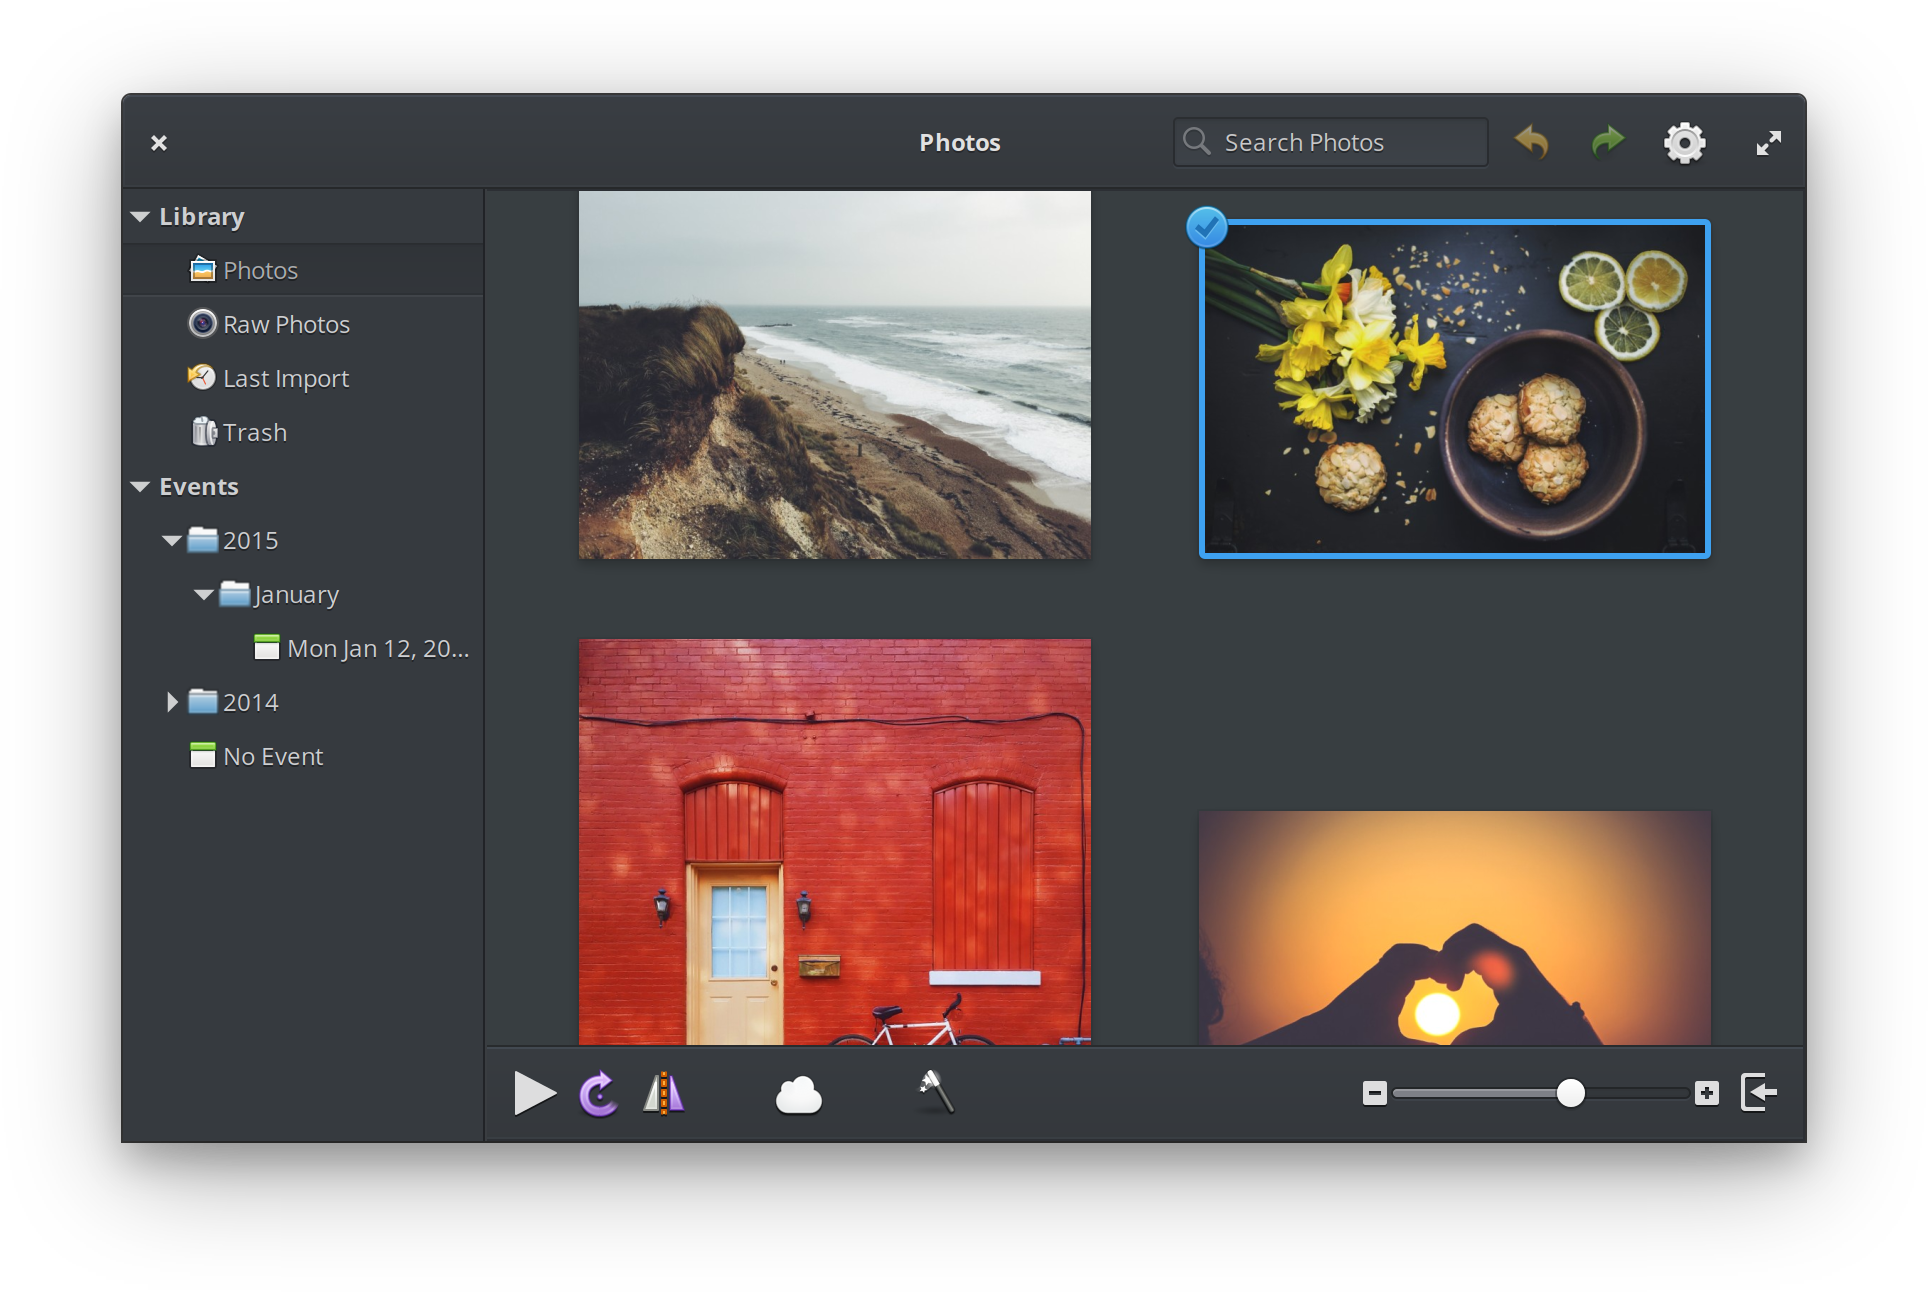 Photos
Search Photos
Library
Photos
Raw Photos
Last Import
Trash
Events
2015
January
Mon Jan 12, 20...
2014
No Event